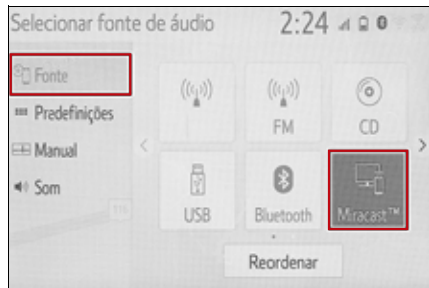 Selecionar fonte de áudio 2:24
Fonte
Predefinições
Manual
Som
FM
CD
USB
Bluetooth
Miracast™
Reordenar